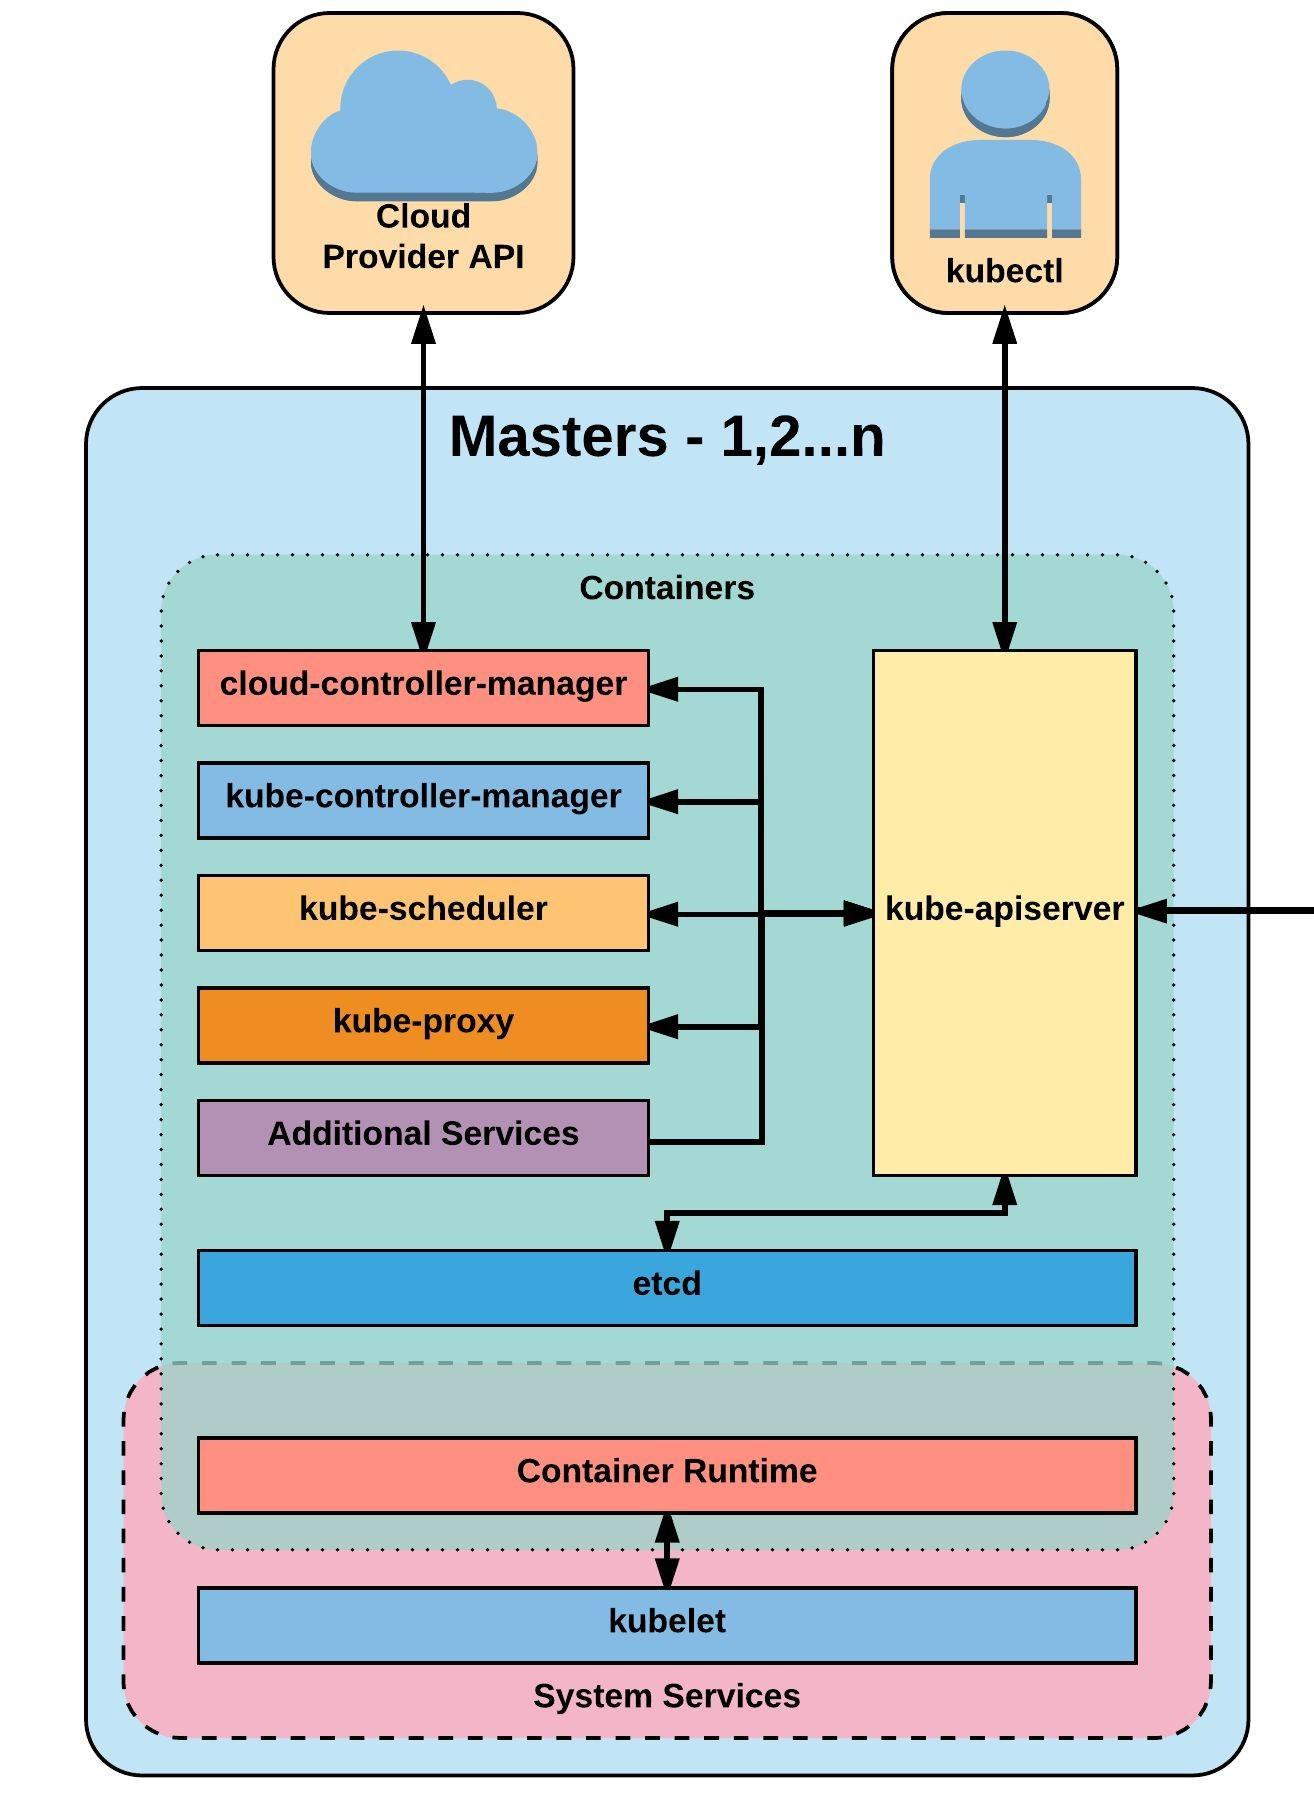 Cloud
Provider API
kubectl
Masters - 1,2...n
Containers
cloud-controller-manager
kube-controller-manager
kube-scheduler
kube-proxy
Additional Services
kube-apiserver
etcd
Container Runtime
kubelet
System Services